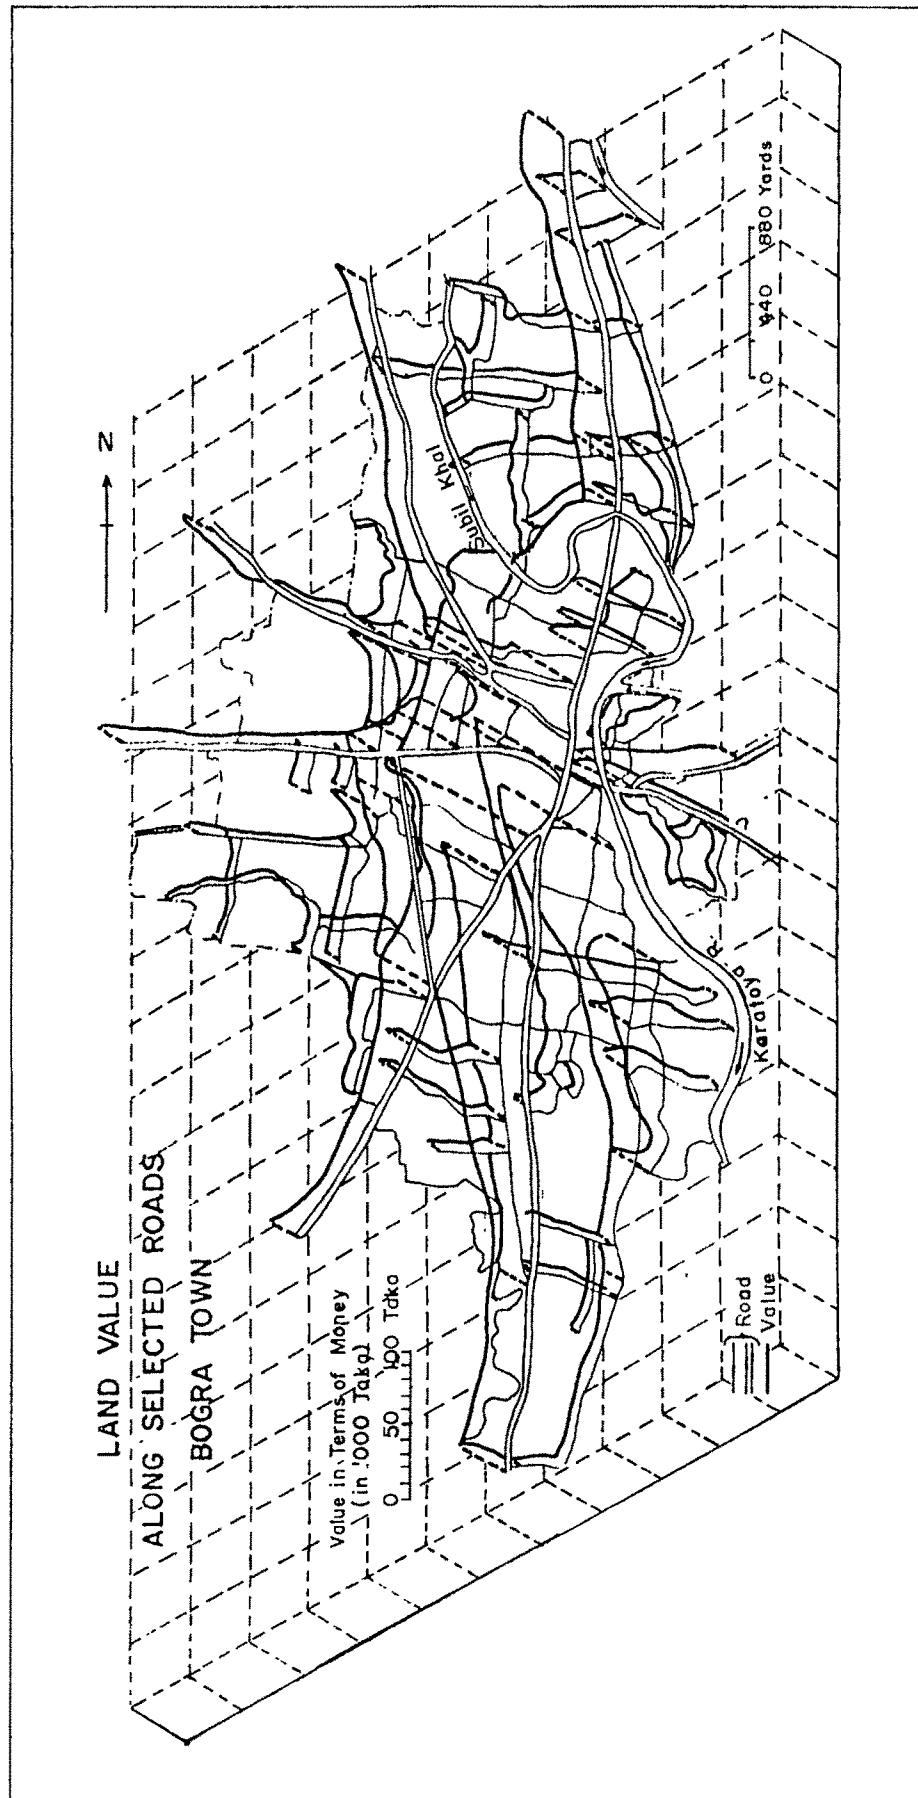 LAND VALUE
ALONG SELECTED ROADS
BOGRA TOWN
N
Value in Terms of Money
(in '000 Taka)
0 50 100 Taka
Subil Khal
Karatoya R.
0 440 880 Yards
Road
Value